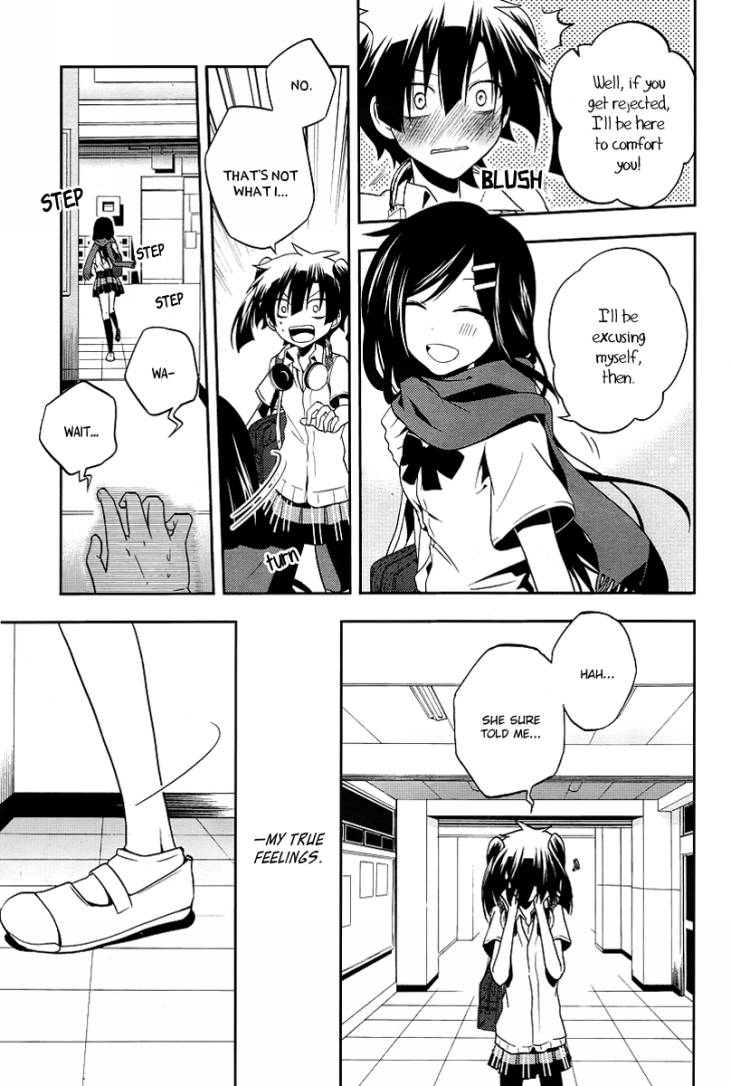 Well, if you
get rejected,
I'll be here
to comfort
you!
BLUSH
I'll be
excusing
myself,
then.
NO.
THAT'S NOT
WHAT I...
turn
STEP
STEP
STEP
WA-
WAIT...
HAH...
SHE SURE
TOLD ME...
—MY TRUE
FEELINGS.